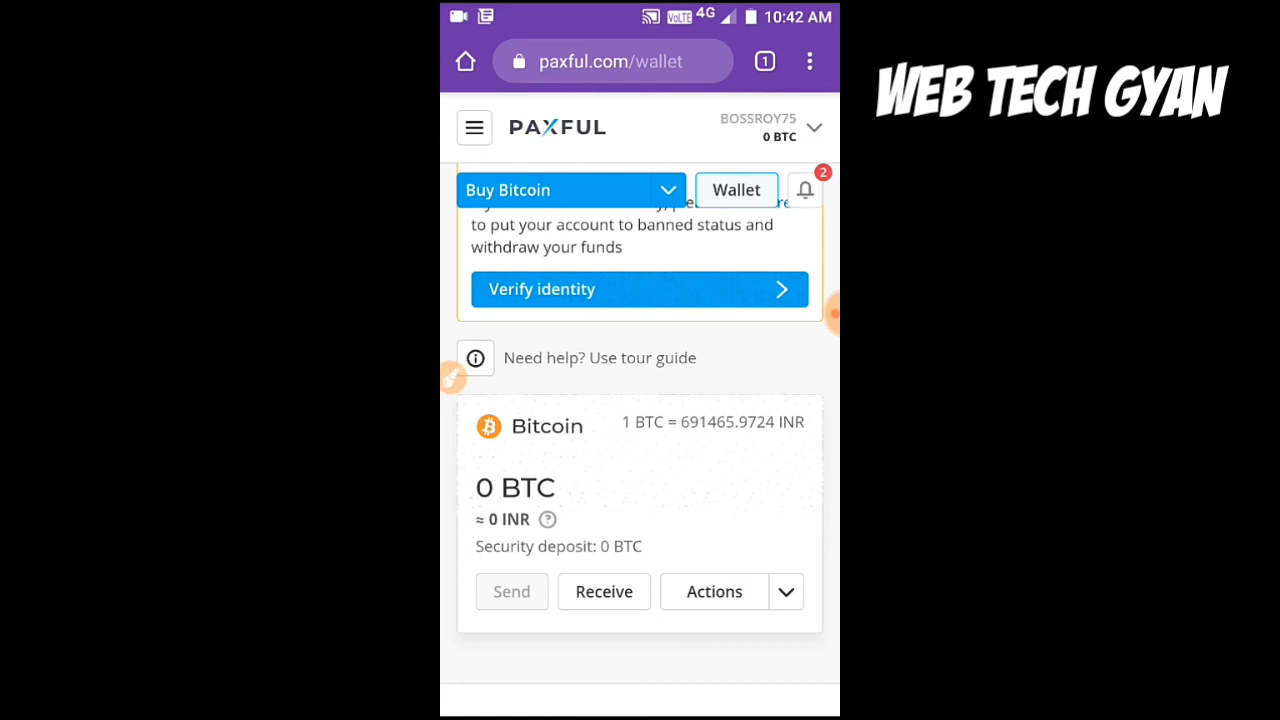 VoLTE 4G 10:42 AM
WEB TECH GYAN
paxful.com/wallet
1
PAXFUL
BOSSROY75
0 BTC
Buy Bitcoin
Wallet
2
to put your account to banned status and
withdraw your funds
Verify identity
Need help? Use tour guide
Bitcoin
1 BTC = 691465.9724 INR
0 BTC
≈ 0 INR
Security deposit: 0 BTC
Send
Receive
Actions